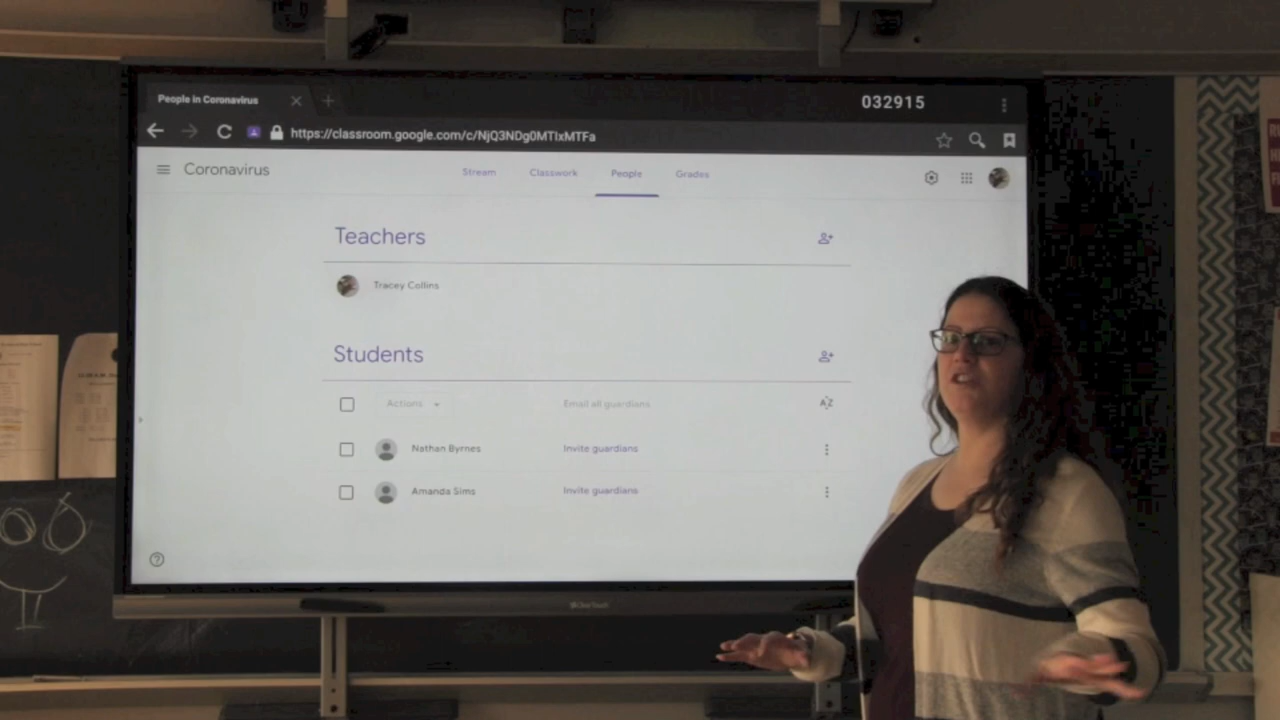 People in Coronavirus
032915
https://classroom.google.com/c/NjQ3NDg0MTIxMTFa
Coronavirus
Stream Classwork People Grades
Teachers
Tracey Collins
Students
Actions Email all guardians
Nathan Byrnes Invite guardians
Amanda Sims Invite guardians
ClearTouch